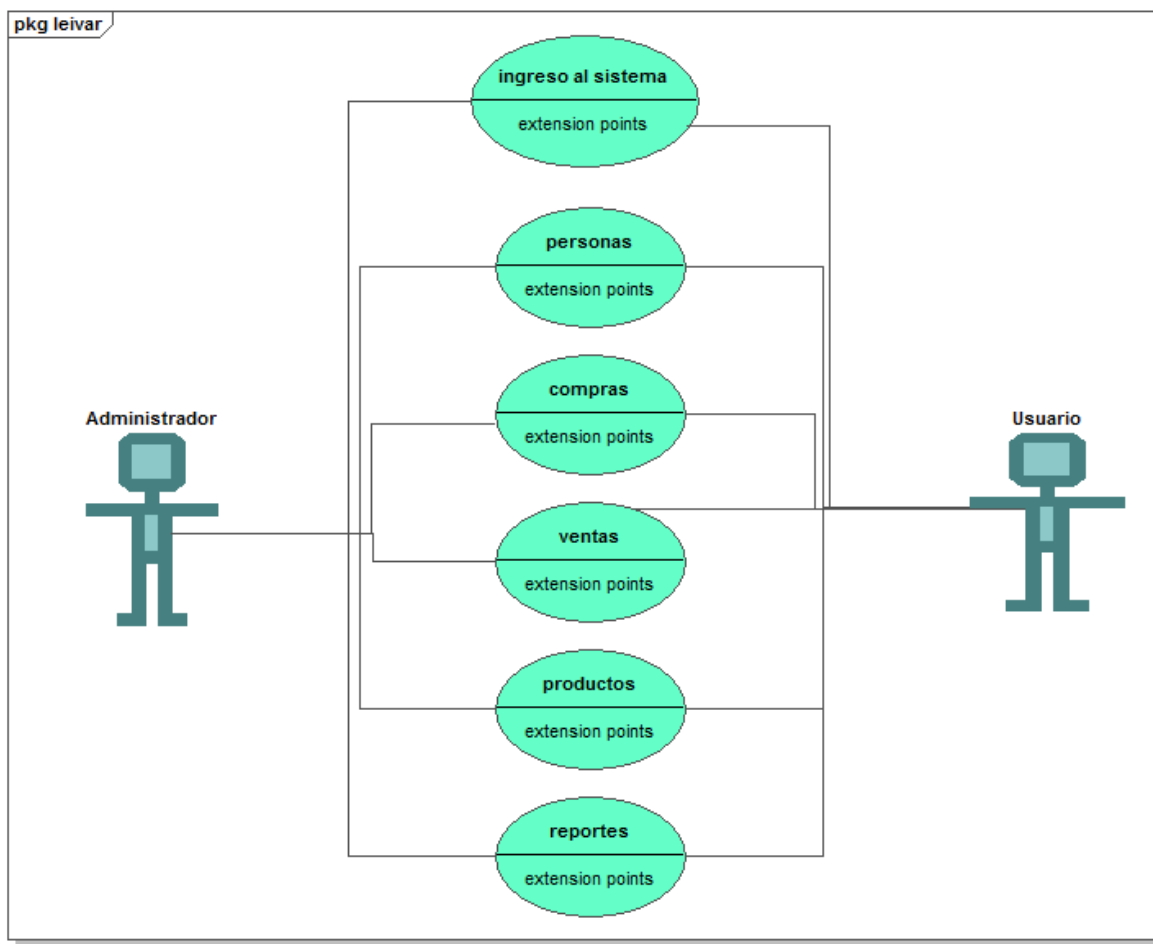 pkg leivar
ingreso al sistema
extension points
personas
extension points
compras
extension points
Administrador
Usuario
ventas
extension points
productos
extension points
reportes
extension points